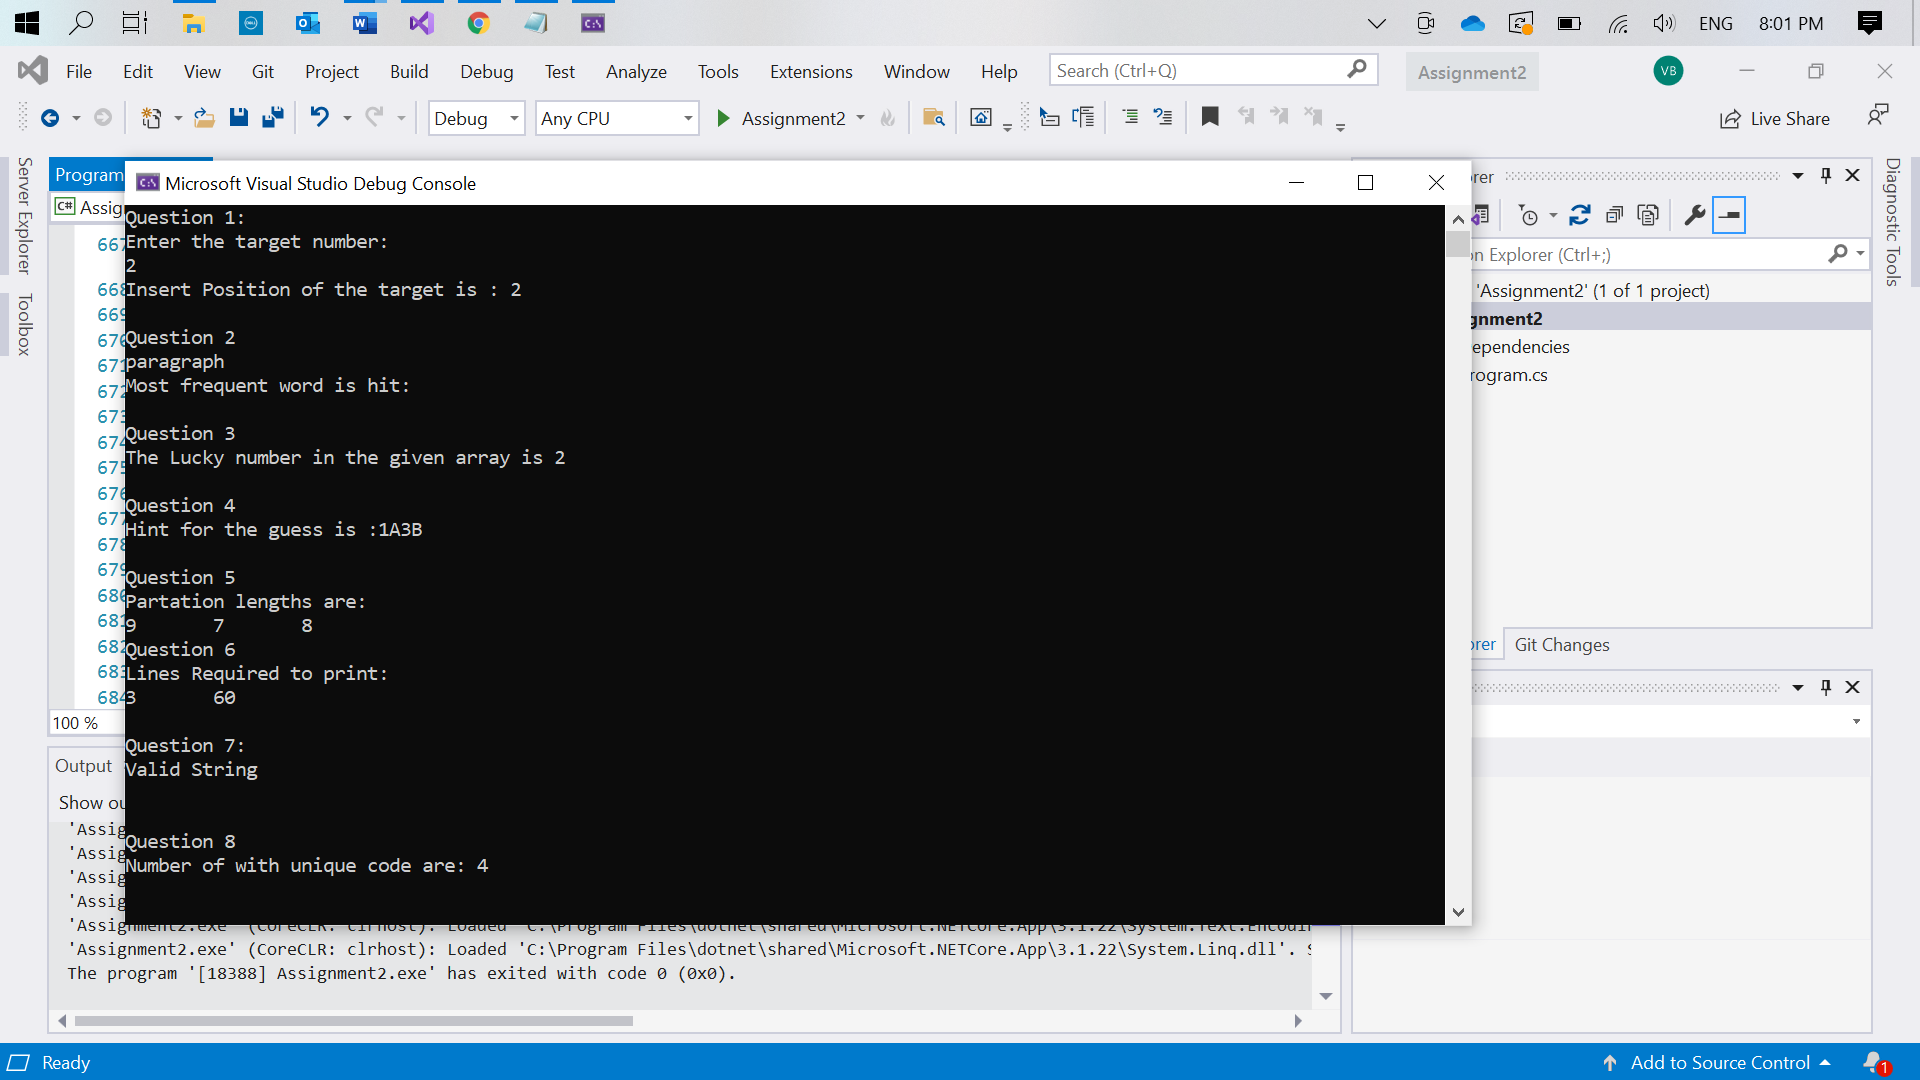 ENG 8:01 PM
File Edit View Git Project Build Debug Test Analyze Tools Extensions Window Help Search (Ctrl+Q) Assignment2 VB
Debug Any CPU Assignment2 Live Share
Server Explorer
Toolbox
Diagnostic Tools
Program
C# Assig
Microsoft Visual Studio Debug Console
Question 1:
Enter the target number:
2
Insert Position of the target is : 2
Question 2
paragraph
Most frequent word is hit:
Question 3
The Lucky number in the given array is 2
Question 4
Hint for the guess is :1A3B
Question 5
Partation lengths are:
9 7 8
Question 6
Lines Required to print:
3 60
Question 7:
Valid String
Question 8
Number of with unique code are: 4
667
668
669
670
671
672
673
674
675
676
677
678
679
680
681
682
683
684
100 %
rer
on Explorer (Ctrl+;)
'Assignment2' (1 of 1 project)
gnment2
ependencies
rogram.cs
rer Git Changes
Output
Show ou
'Assig
'Assig
'Assig
'Assig
'Assignment2.exe' (CoreCLR: clrhost): Loaded 'C:\Program Files\dotnet\shared\Microsoft.NETCore.App\3.1.22\System.Text.Encodin
'Assignment2.exe' (CoreCLR: clrhost): Loaded 'C:\Program Files\dotnet\shared\Microsoft.NETCore.App\3.1.22\System.Linq.dll'. S
The program '[18388] Assignment2.exe' has exited with code 0 (0x0).
Ready Add to Source Control 1